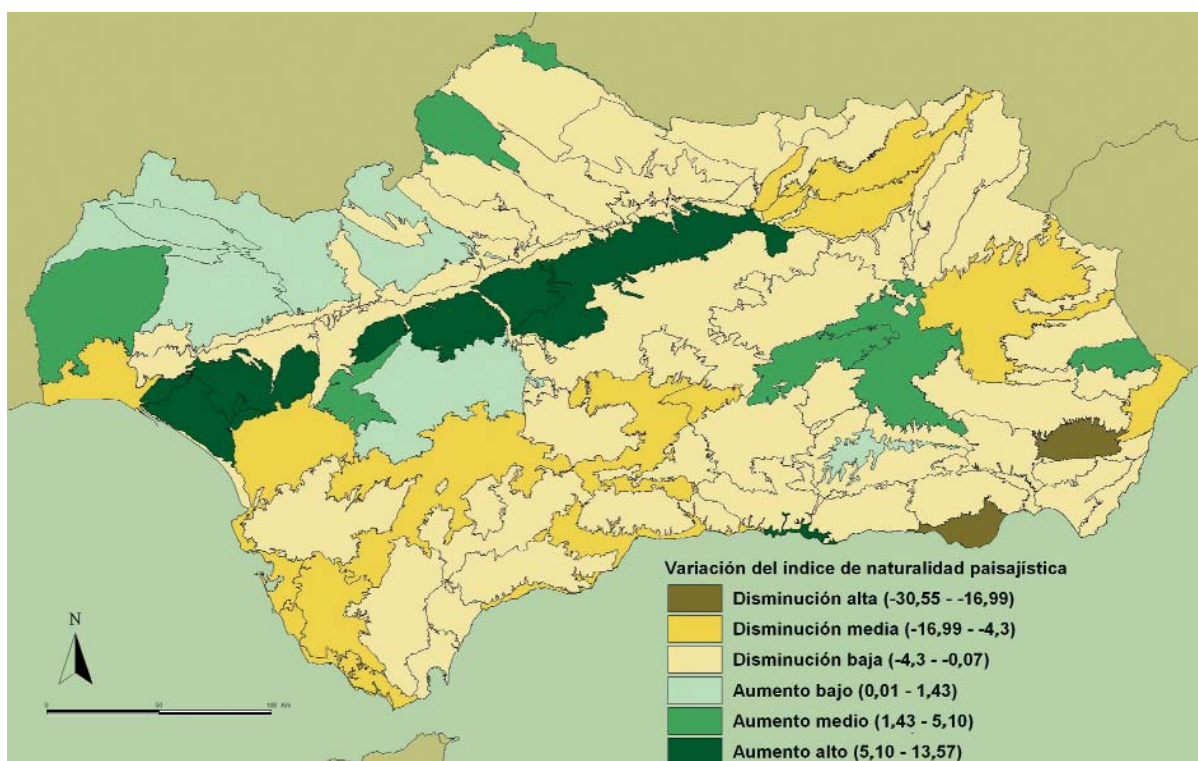 Variación del índice de naturalidad paisajística
Disminución alta (-30,55 - -16,99)
Disminución media (-16,99 - -4,3)
Disminución baja (-4,3 - -0,07)
Aumento bajo (0,01 - 1,43)
Aumento medio (1,43 - 5,10)
Aumento alto (5,10 - 13,57)
N
0 50 100 Km